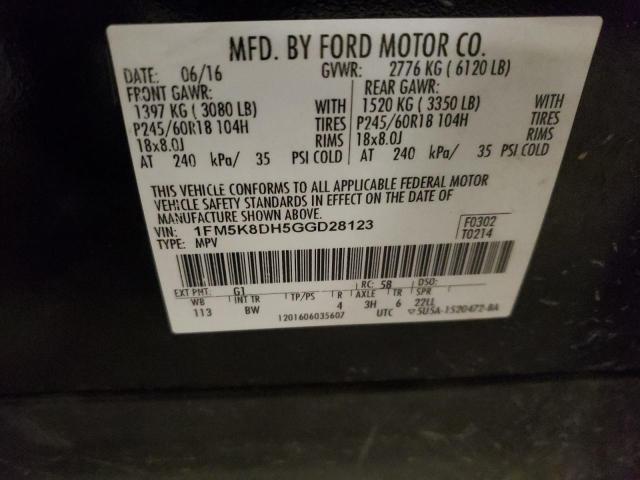 MFD. BY FORD MOTOR CO.
DATE: 06/16 GVWR: 2776 KG ( 6120 LB)
FRONT GAWR: REAR GAWR:
1397 KG ( 3080 LB) WITH 1520 KG ( 3350 LB) WITH
P245/60R18 104H TIRES P245/60R18 104H TIRES
18x8.0J RIMS 18x8.0J RIMS
AT 240 kPa/ 35 PSI COLD AT 240 kPa/ 35 PSI COLD
THIS VEHICLE CONFORMS TO ALL APPLICABLE FEDERAL MOTOR
VEHICLE SAFETY STANDARDS IN EFFECT ON THE DATE OF
MANUFACTURE SHOWN ABOVE.
VIN: 1FM5K8DH5GGD28123 F0302
TYPE: MPV T0214
EXT PNT: G1 RC: 58 DSO:
WB INT TR TP/PS R AXLE TR SPR
113 BW 4 3H 6 22LL
1201606035607 UTC 5U5A-1520472-BA